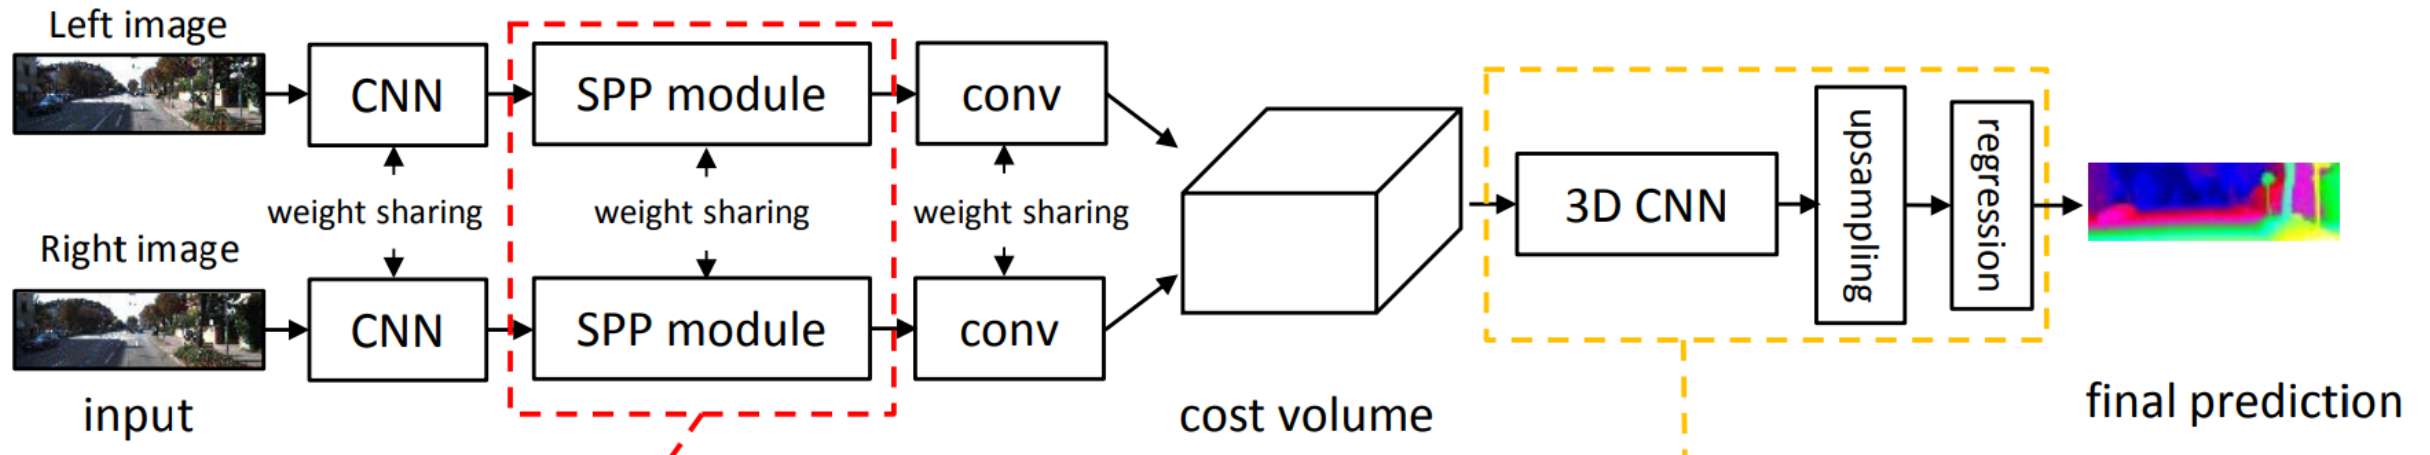 Left image
CNN
SPP module
conv
weight sharing
weight sharing
weight sharing
Right image
CNN
SPP module
conv
input
cost volume
3D CNN
upsampling
regression
final prediction